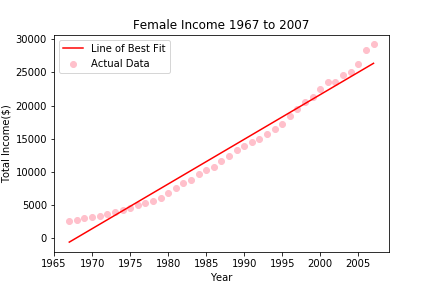 Female Income 1967 to 2007
Line of Best Fit
Actual Data
Total Income($)
30000
25000
20000
15000
10000
5000
0
1965 1970 1975 1980 1985 1990 1995 2000 2005
Year